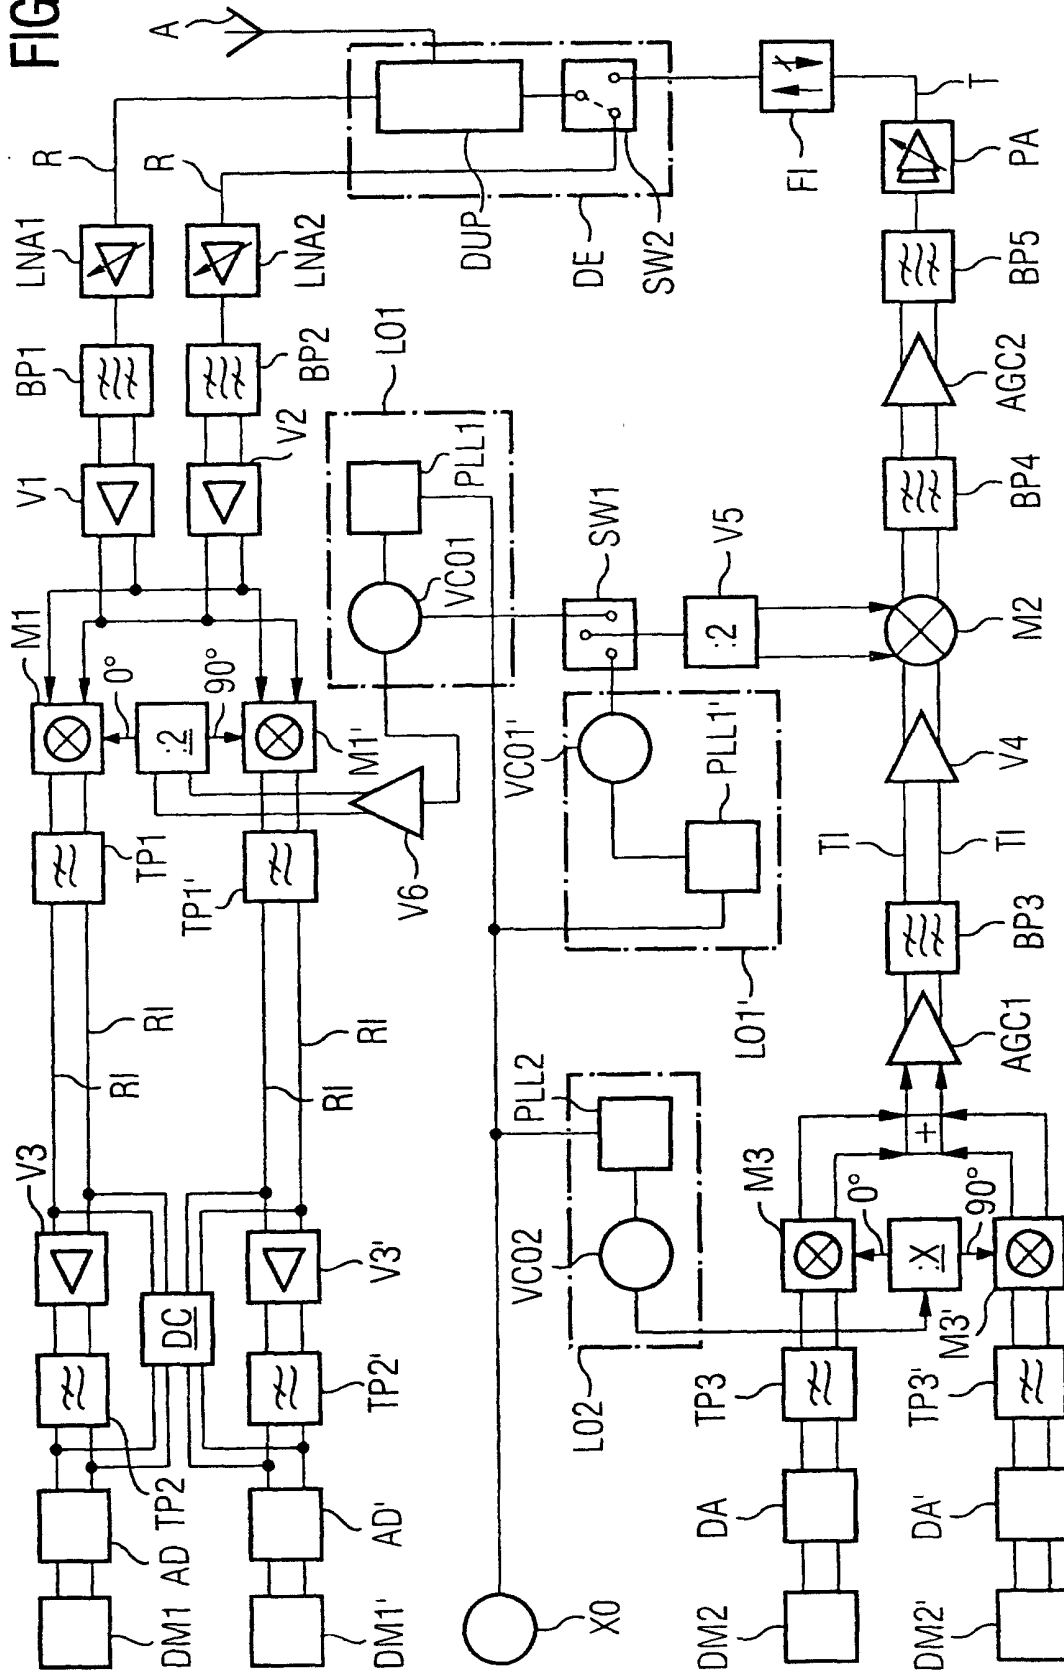 FIG
V3
M1
V1
BP1
LNA1
R
DM1
AD
TP2
DC
RI
RI
TP1
0°
:2
90°
R
A
TP1'
V2
BP2
LNA2
DM1'
AD'
TP2'
V3'
RI
RI
M1'
V6
LO1
PLL1
VCO1
DUP
DE
SW2
X0
LO2
VCO2
PLL2
VCO1'
SW1
PLL1'
V5
LO1'
:2
FI
DM2
DA
TP3
M3
0°
TI
:X
+
90°
DM2'
DA'
TP3'
M3'
AGC1
BP3
TI
V4
M2
BP4
AGC2
BP5
PA
T